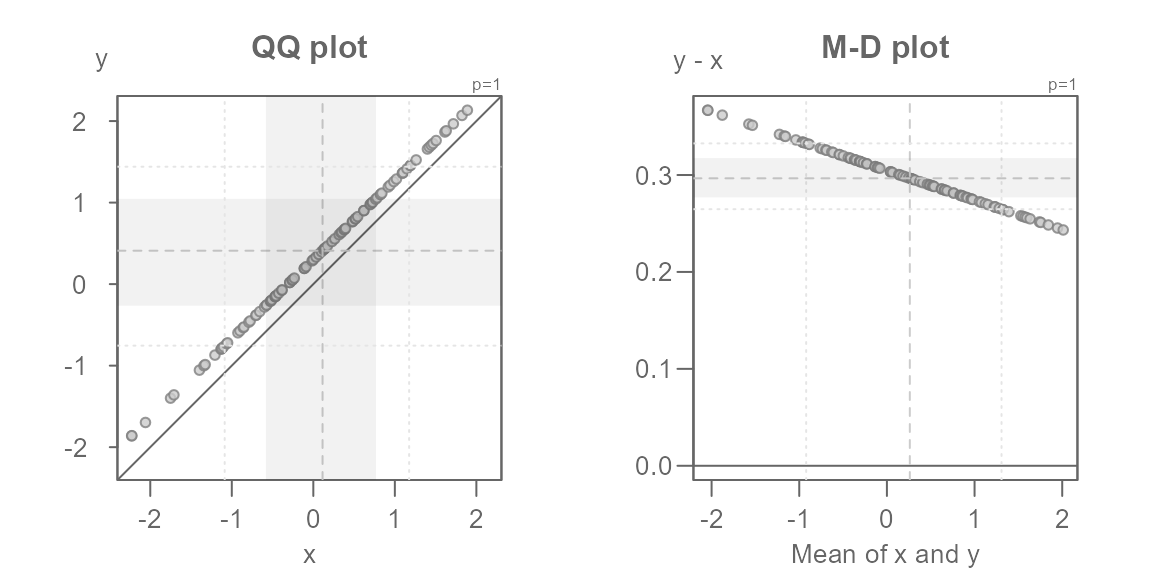 QQ plot
y
p=1
2
1
0
-1
-2
-2 -1 0 1 2
x
M-D plot
y - x
p=1
0.3
0.2
0.1
0.0
-2 -1 0 1 2
Mean of x and y